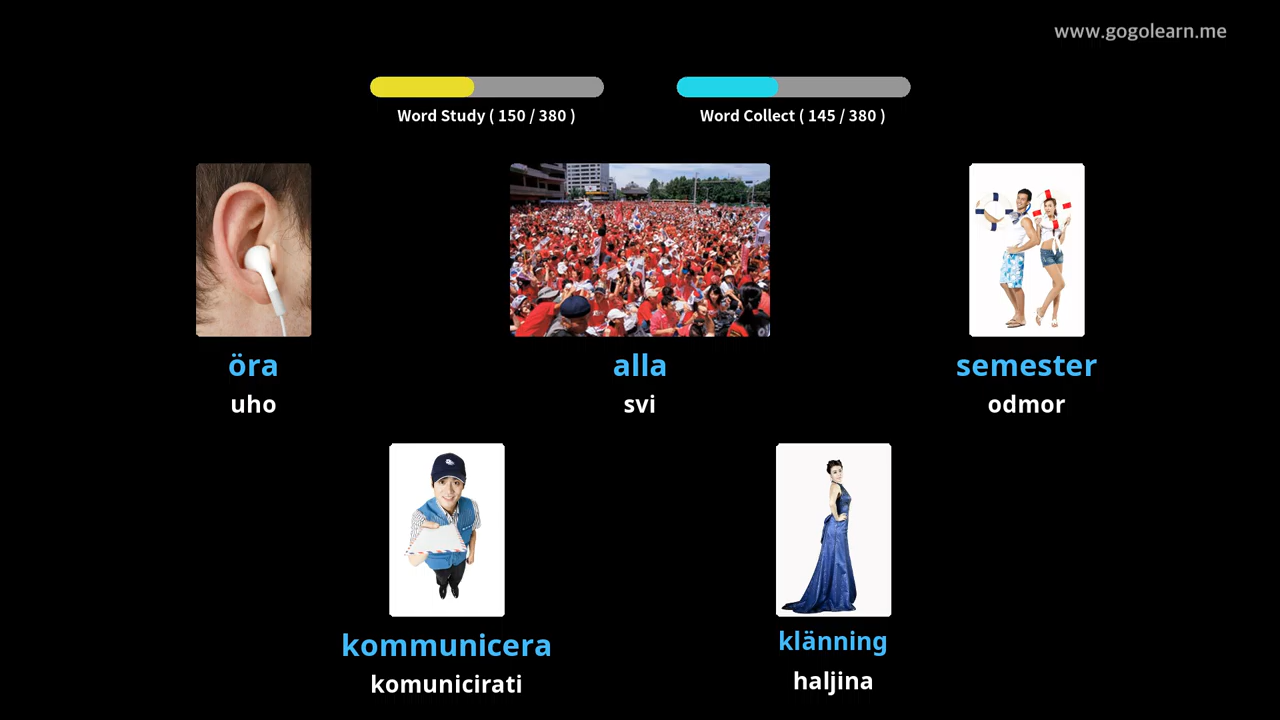 www.gogolearn.me
Word Study ( 150 / 380 )
Word Collect ( 145 / 380 )
öra
uho
alla
svi
semester
odmor
kommunicera
komunicirati
klänning
haljina